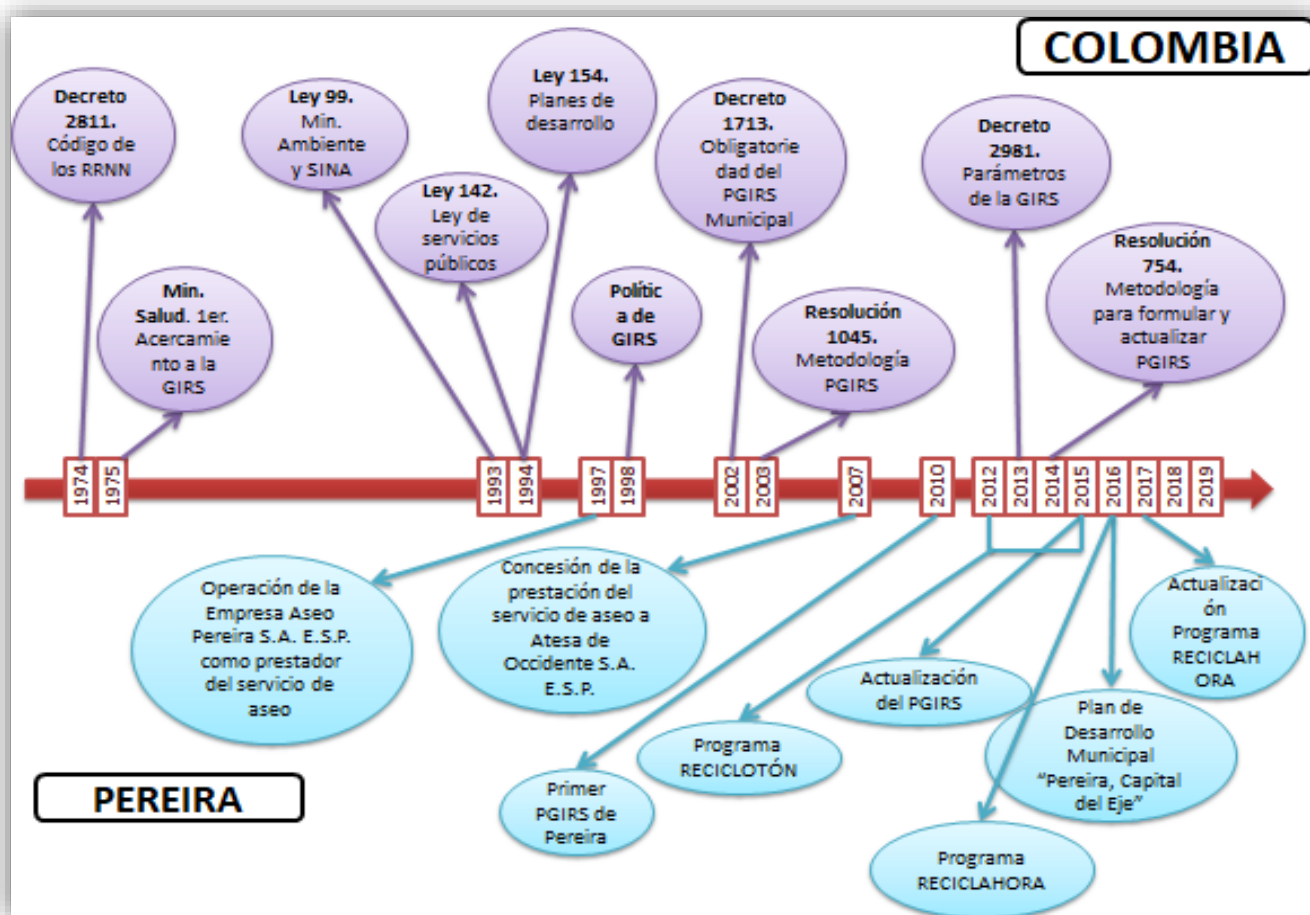 COLOMBIA
Decreto
2811.
Código de
los RRNN
Min.
Salud. 1er.
Acercamie
nto a la
GIRS
Ley 99.
Min.
Ambiente
y SINA
Ley 142.
Ley de
servicios
públicos
Ley 154.
Planes de
desarrollo
Polític
a de
GIRS
Decreto
1713.
Obligatorie
dad del
PGIRS
Municipal
Resolución
1045.
Metodología
PGIRS
Decreto
2981.
Parámetros
de la GIRS
Resolución
754.
Metodología
para formular y
actualizar
PGIRS
1974
1975
1993
1994
1997
1998
2002
2003
2007
2010
2012
2013
2014
2015
2016
2017
2018
2019
Operación de la
Empresa Aseo
Pereira S.A. E.S.P.
como prestador
del servicio de
aseo
Concesión de la
prestación del
servicio de aseo a
Atesa de
Occidente S.A.
E.S.P.
Primer
PGIRS de
Pereira
Programa
RECICLOTÓN
Actualización
del PGIRS
Programa
RECICLAHORA
Plan de
Desarrollo
Municipal
“Pereira, Capital
del Eje”
Actualizaci
ón
Programa
RECICLAH
ORA
PEREIRA